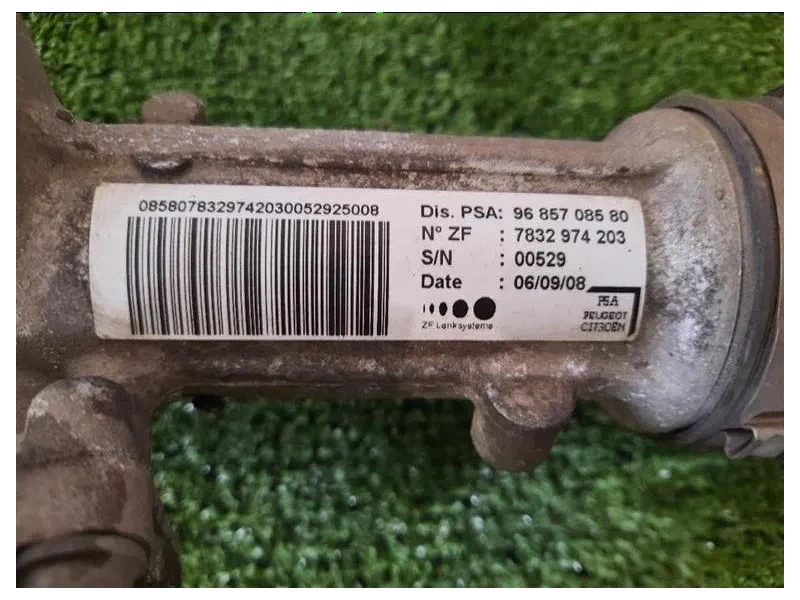 0858078329742030052925008
Dis. PSA: 96 857 085 80
Nº ZF : 7832 974 203
S/N : 00529
Date : 06/09/08
ZF Lenksysteme
PSA
PEUGEOT
CITROËN